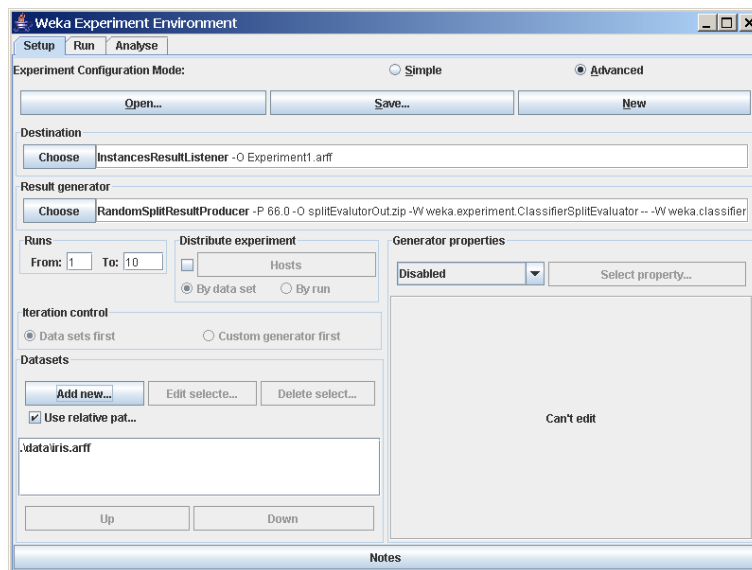 Weka Experiment Environment
Setup Run Analyse
Experiment Configuration Mode: Simple Advanced
Open... Save... New
Destination
Choose InstancesResultListener -O Experiment1.arff
Result generator
Choose RandomSplitResultProducer -P 66.0 -O splitEvalutorOut.zip -W weka.experiment.ClassifierSplitEvaluator -- -W weka.classifier
Runs Distribute experiment Generator properties
From: 1 To: 10 Hosts Disabled Select property...
By data set By run
Iteration control
Data sets first Custom generator first
Datasets
Add new... Edit selecte... Delete select...
Use relative pat... Can't edit
.\data\iris.arff
Up Down
Notes